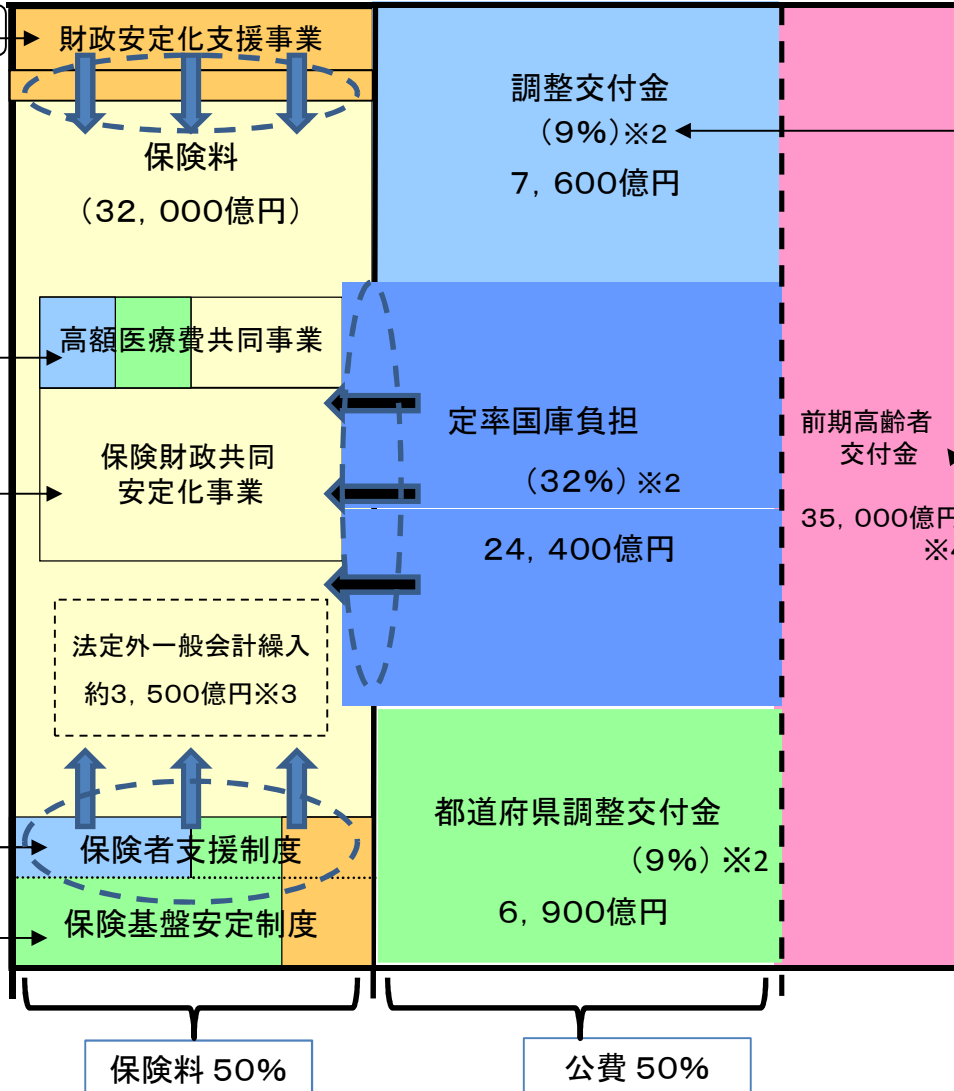 財政安定化支援事業
保険料
（32，000億円）
高額医療費共同事業
保険財政共同
安定化事業
法定外一般会計繰入
約3，500億円※3
保険者支援制度
保険基盤安定制度
調整交付金
（9%）※2
7，600億円
定率国庫負担
（32%）※2
24，400億円
都道府県調整交付金
（9%）※2
6，900億円
前期高齢者
交付金
35，000億円
保険料 50%
公費 50%